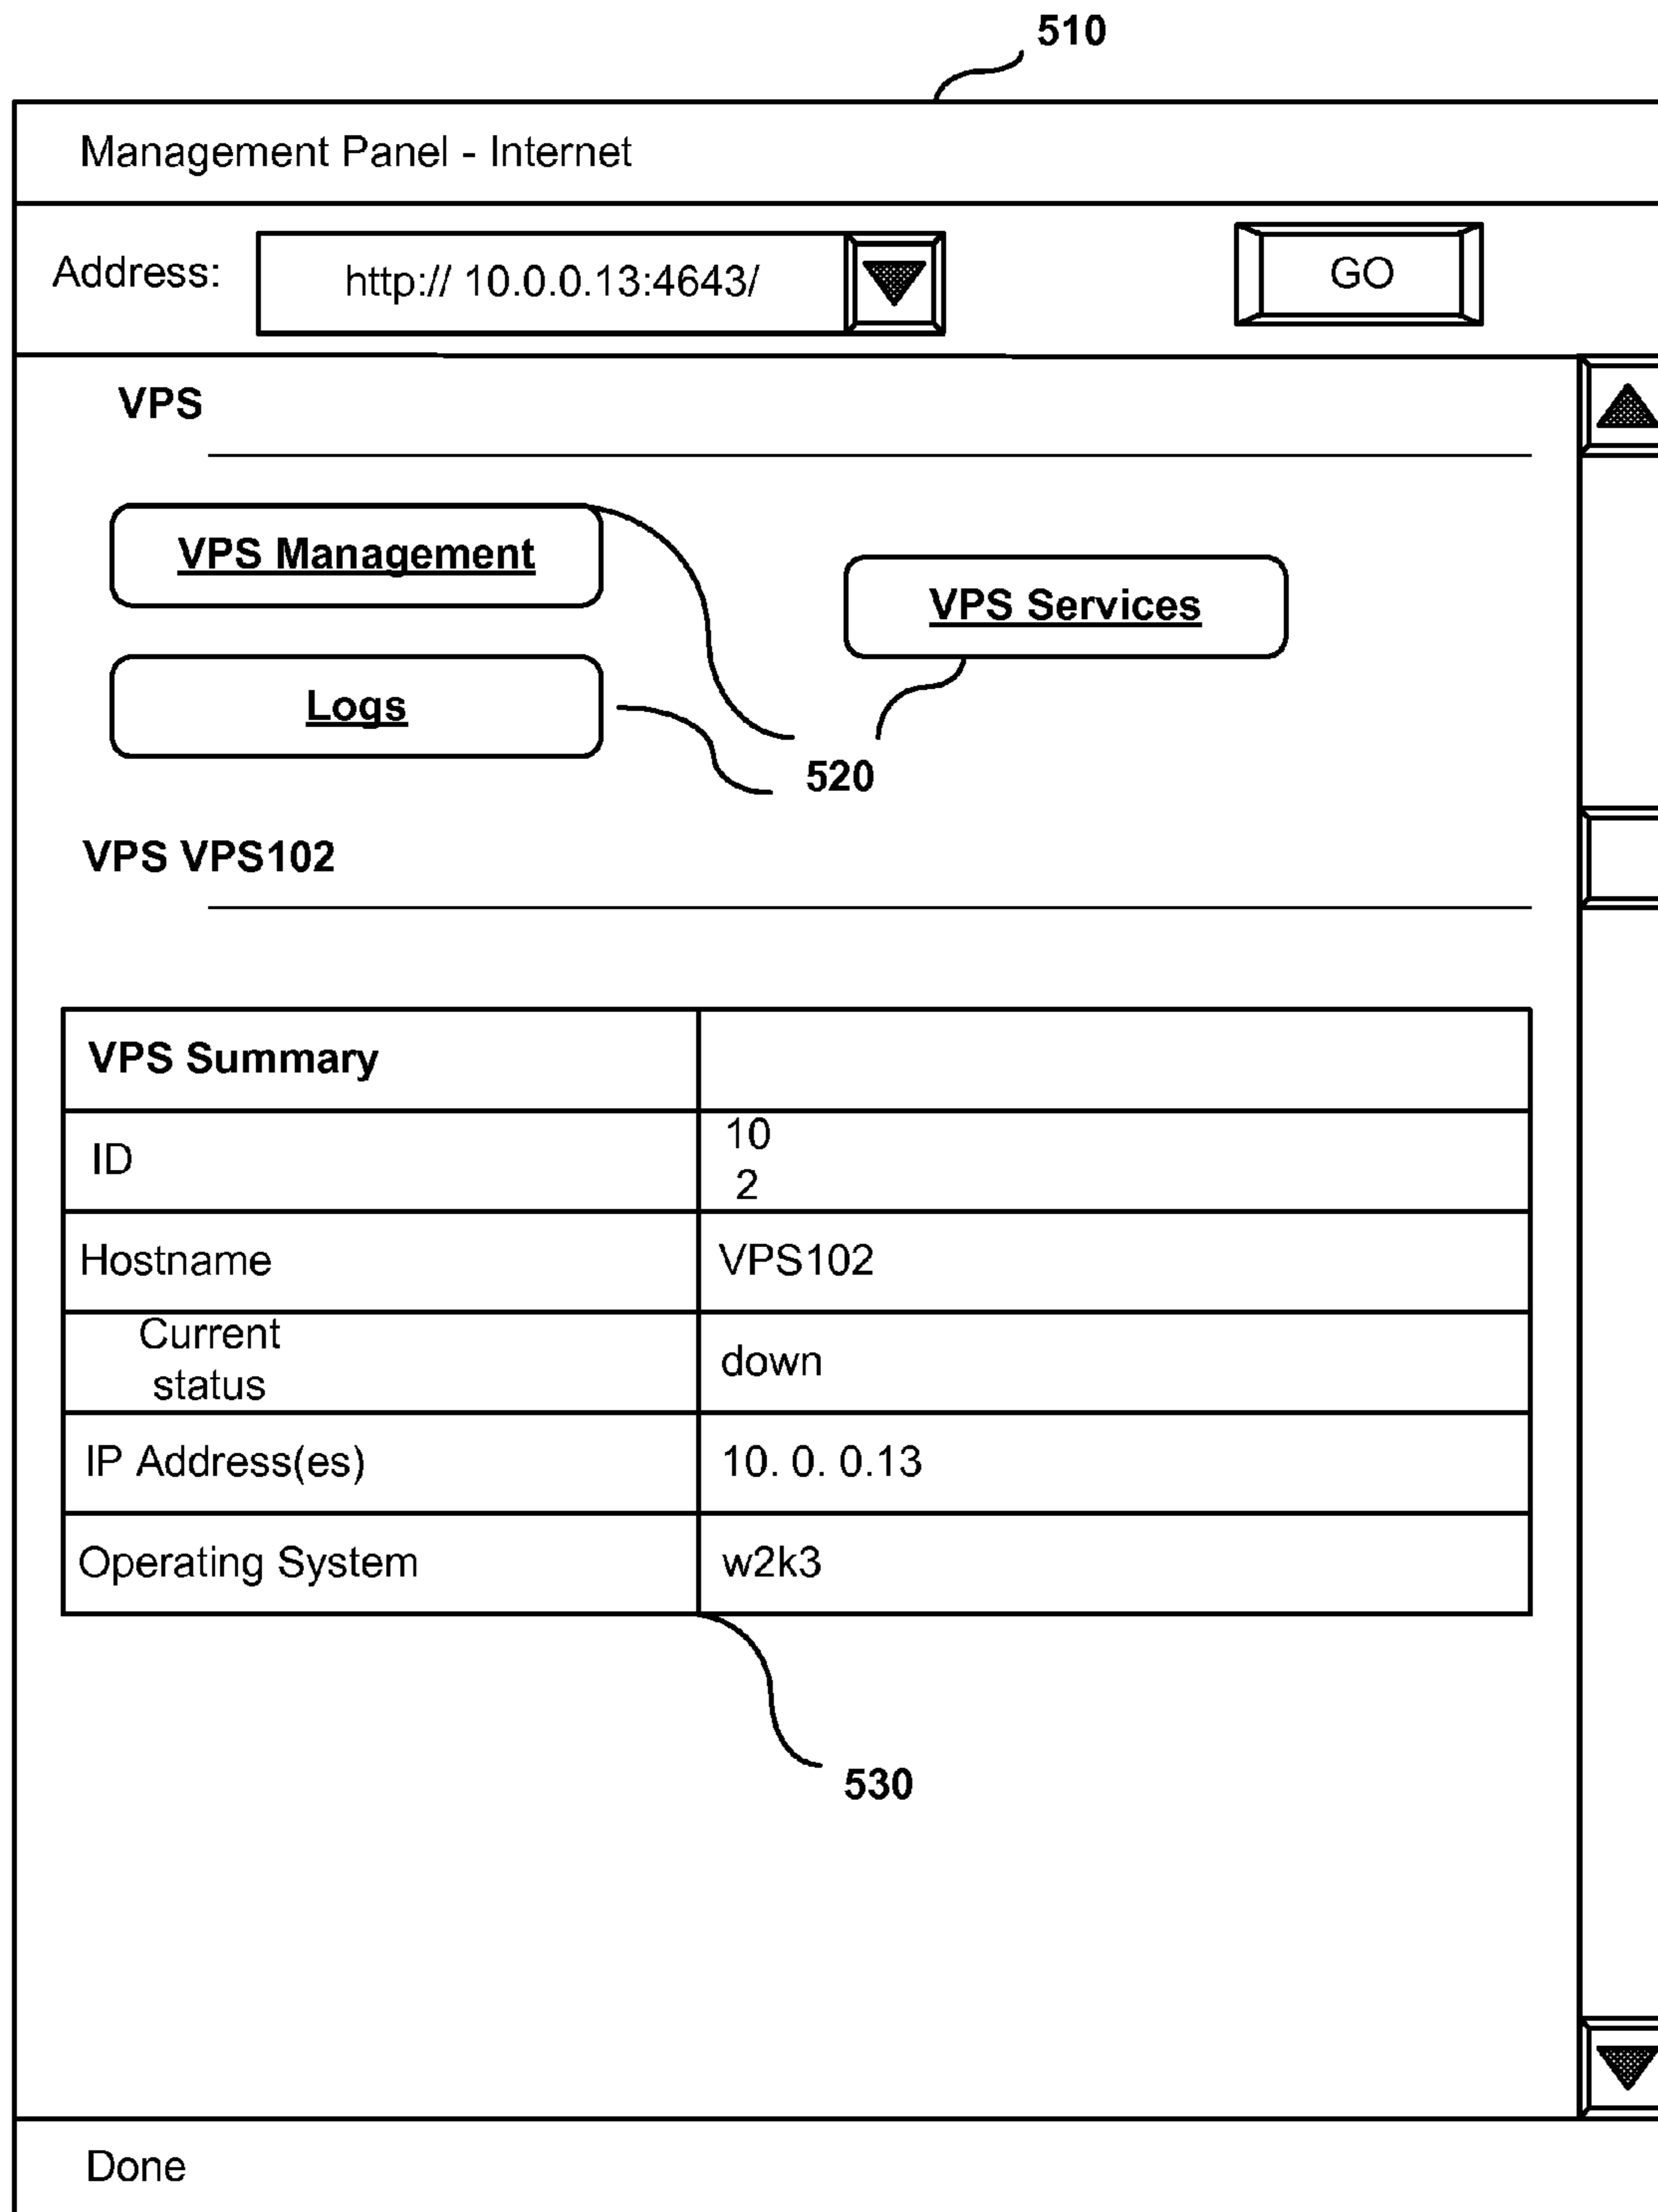 510
Management Panel - Internet
Address:
http:// 10.0.0.13:4643/
GO
VPS
VPS Management
VPS Services
Logs
520
VPS VPS102
VPS Summary
ID
10
2
Hostname
VPS102
Current
status
down
IP Address(es)
10. 0. 0.13
Operating System
w2k3
530
Done